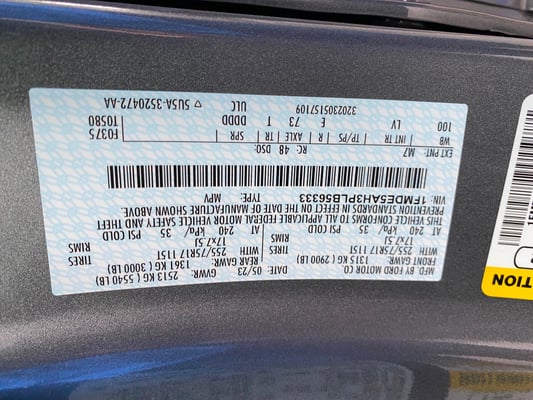 MFD. BY FORD MOTOR CO.
DATE: 05/23 GVWR: 2513 KG ( 5540 LB)
FRONT GAWR: 1315 KG ( 2900 LB) REAR GAWR: 1361 KG ( 3000 LB)
WITH 255/75R17 115T TIRES WITH 255/75R17 115T TIRES
17x7.5J RIMS 17x7.5J RIMS
AT 240 kPa/ 35 PSI COLD AT 240 kPa/ 35 PSI COLD
THIS VEHICLE CONFORMS TO ALL APPLICABLE FEDERAL MOTOR VEHICLE SAFETY AND THEFT
PREVENTION STANDARDS IN EFFECT ON THE DATE OF MANUFACTURE SHOWN ABOVE.
VIN: 1FMDE5AH3PLB56333 TYPE:
EXT PNT: M7 RC: 48 DSO: F0375
WB INT TR TP/PS R AXLE TR SPR T0580
100 LV E 73 T DDDD
3202305157109 ULC ▽ 5U5A-3520472-AA
TION